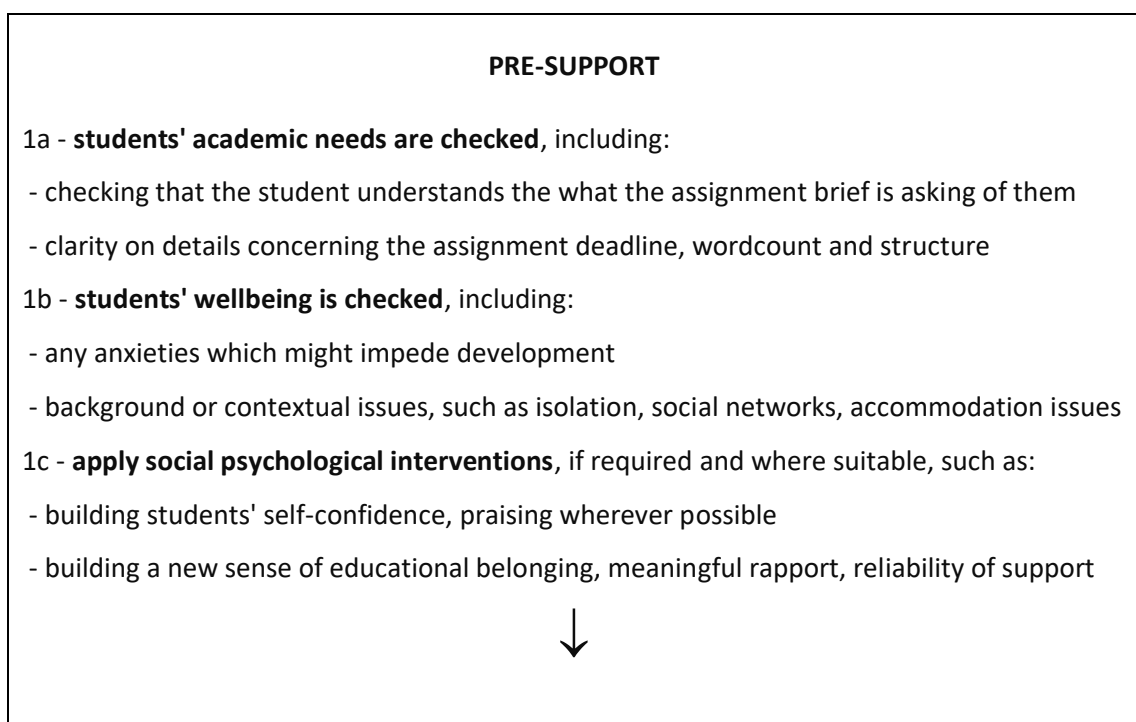 PRE-SUPPORT
1a - students' academic needs are checked, including:
- checking that the student understands the what the assignment brief is asking of them
- clarity on details concerning the assignment deadline, wordcount and structure
1b - students' wellbeing is checked, including:
- any anxieties which might impede development
- background or contextual issues, such as isolation, social networks, accommodation issues
1c - apply social psychological interventions, if required and where suitable, such as:
- building students' self-confidence, praising wherever possible
- building a new sense of educational belonging, meaningful rapport, reliability of support
↓